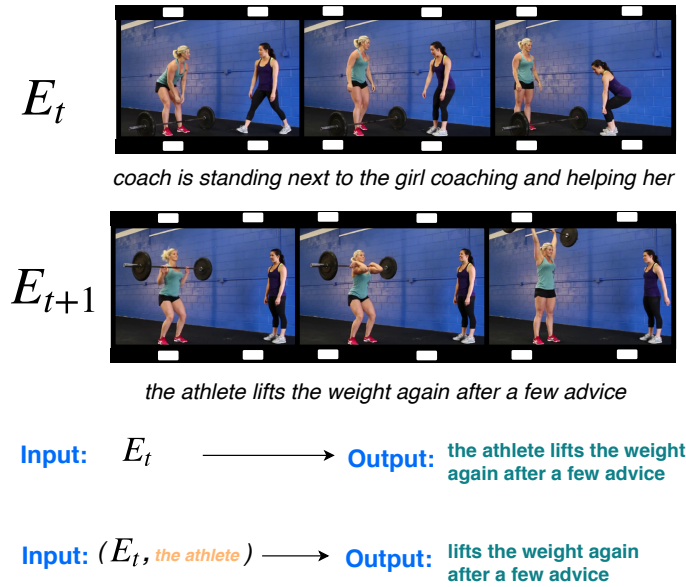 E_t
coach is standing next to the girl coaching and helping her
E_{t+1}
the athlete lifts the weight again after a few advice
Input: E_t Output: the athlete lifts the weight
again after a few advice
Input: (E_t, the athlete) Output: lifts the weight again
after a few advice